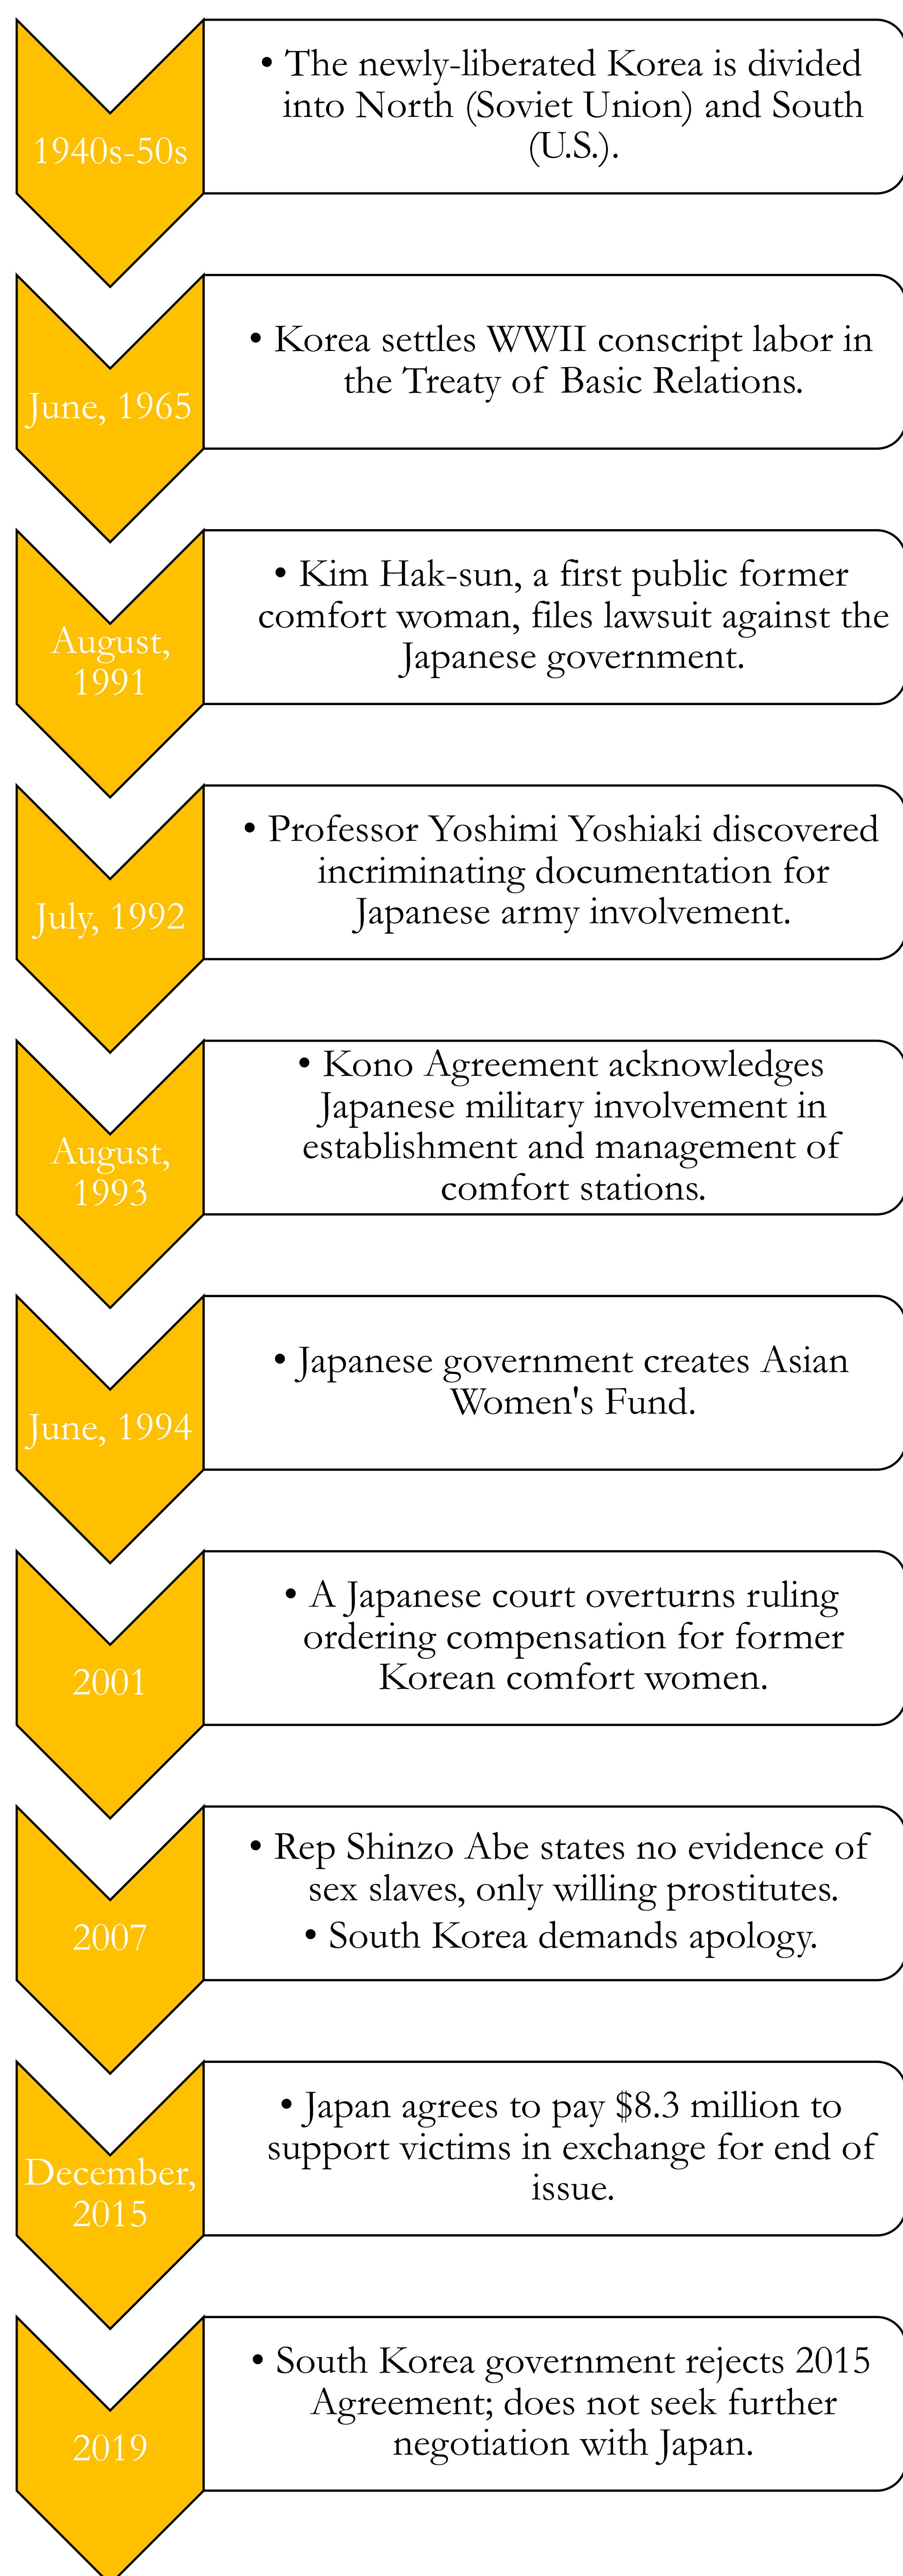 1940s-50s
• The newly-liberated Korea is divided
into North (Soviet Union) and South
(U.S.).
June, 1965
• Korea settles WWII conscript labor in
the Treaty of Basic Relations.
August,
1991
• Kim Hak-sun, a first public former
comfort woman, files lawsuit against the
Japanese government.
July, 1992
• Professor Yoshimi Yoshiaki discovered
incriminating documentation for
Japanese army involvement.
August,
1993
• Kono Agreement acknowledges
Japanese military involvement in
establishment and management of
comfort stations.
June, 1994
• Japanese government creates Asian
Women's Fund.
2001
• A Japanese court overturns ruling
ordering compensation for former
Korean comfort women.
2007
• Rep Shinzo Abe states no evidence of
sex slaves, only willing prostitutes.
• South Korea demands apology.
December,
2015
• Japan agrees to pay $8.3 million to
support victims in exchange for end of
issue.
2019
• South Korea government rejects 2015
Agreement; does not seek further
negotiation with Japan.